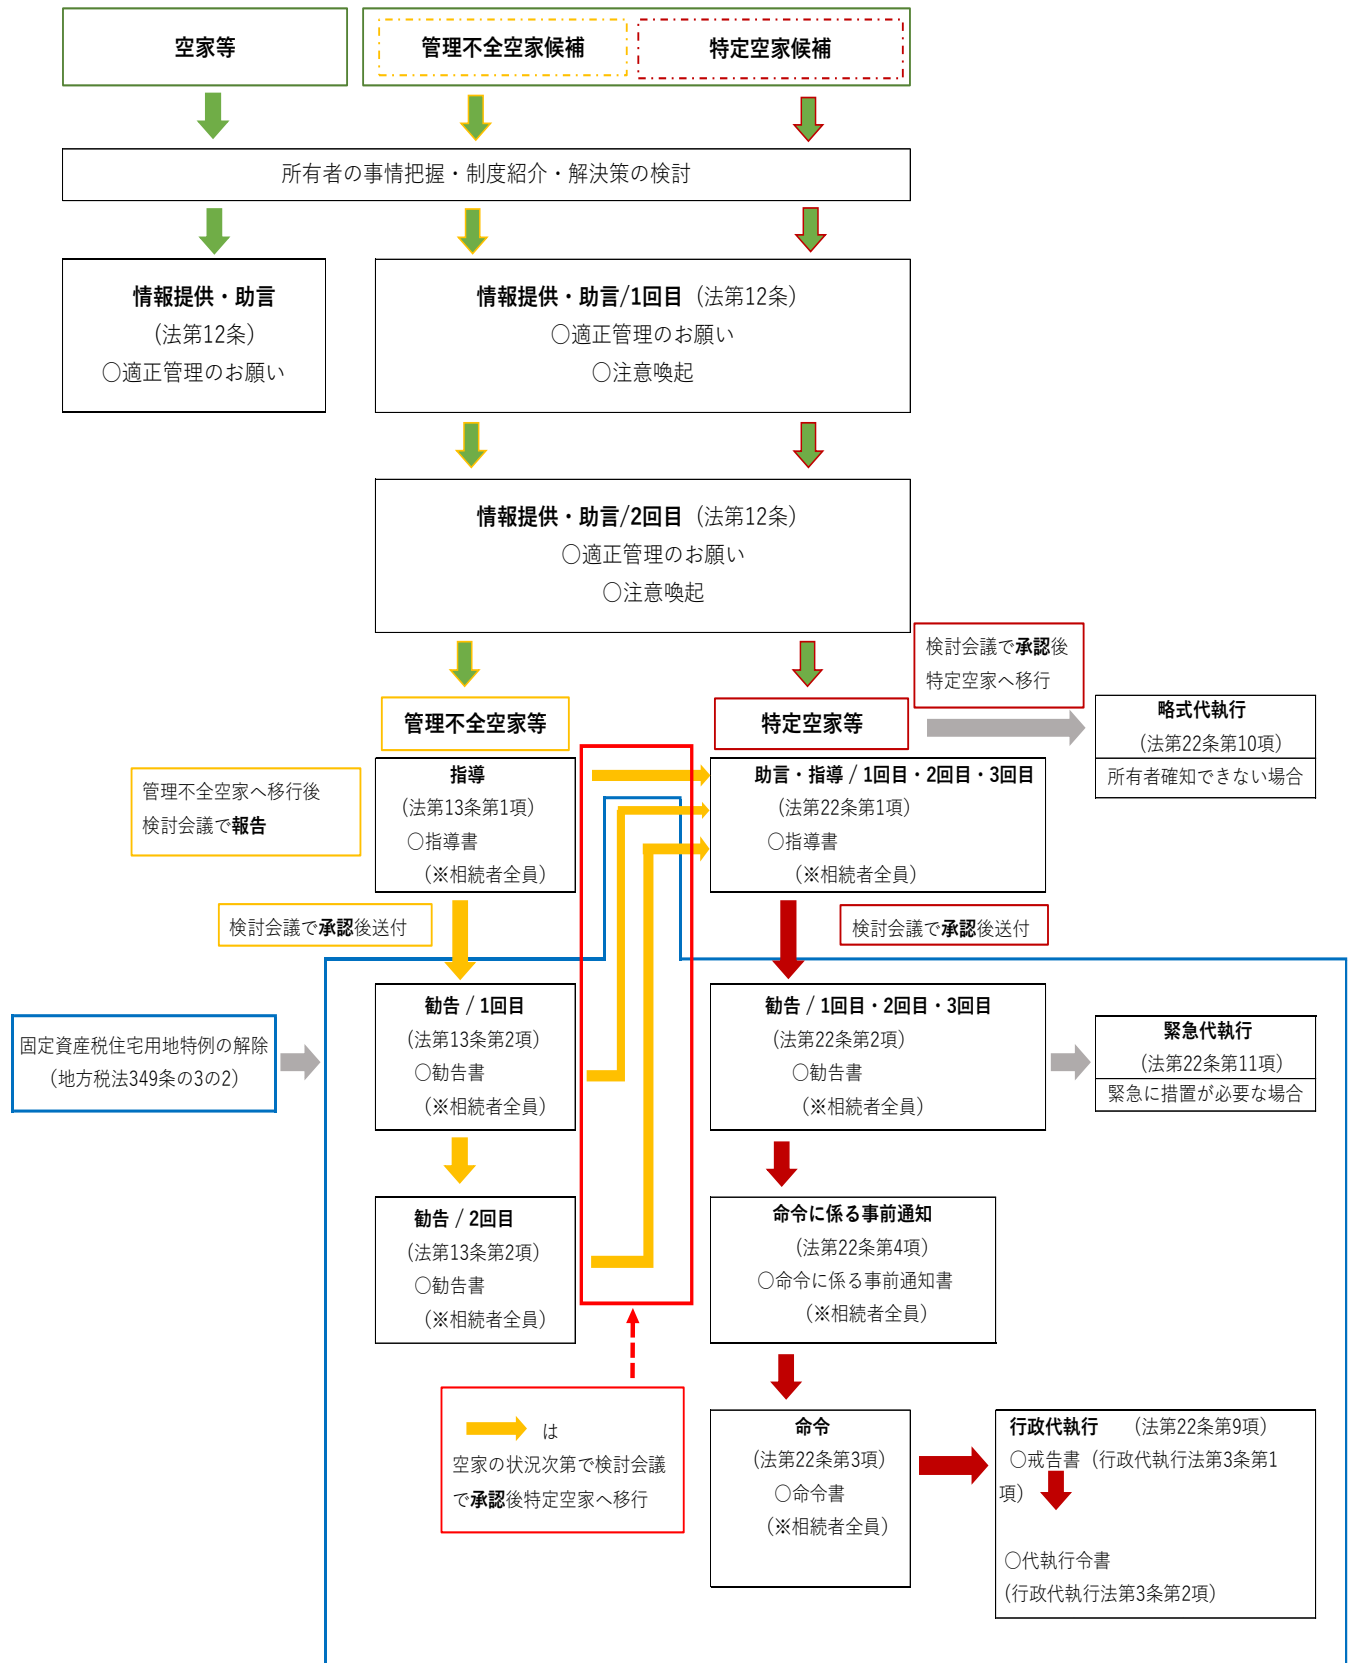 空家等
管理不全空家候補
特定空家候補
所有者の事情把握・制度紹介・解決策の検討
情報提供・助言
(法第12条)
〇適正管理のお願い
情報提供・助言/1回目（法第12条）
〇適正管理のお願い
〇注意喚起
情報提供・助言/2回目（法第12条）
〇適正管理のお願い
〇注意喚起
検討会議で承認後
特定空家へ移行
管理不全空家等
特定空家等
略式代執行
(法第22条第10項)
所有者確知できない場合
管理不全空家へ移行後
検討会議で報告
指導
(法第13条第1項)
〇指導書
(※相続者全員)
助言・指導 / 1回目・2回目・3回目
(法第22条第1項)
〇指導書
(※相続者全員)
検討会議で承認後送付
検討会議で承認後送付
固定資産税住宅用地特例の解除
（地方税法349条の3の2）
勧告 / 1回目
(法第13条第2項)
〇勧告書
(※相続者全員)
勧告 / 1回目・2回目・3回目
(法第22条第2項)
〇勧告書
(※相続者全員)
緊急代執行
(法第22条第11項)
緊急に措置が必要な場合
勧告 / 2回目
(法第13条第2項)
〇勧告書
(※相続者全員)
命令に係る事前通知
(法第22条第4項)
〇命令に係る事前通知書
(※相続者全員)
は
空家の状況次第で検討会議
で承認後特定空家へ移行
命令
(法第22条第3項)
〇命令書
(※相続者全員)
行政代執行　(法第22条第9項)
〇戒告書（行政代執行法第3条第1
項）
〇代執行令書
(行政代執行法第3条第2項)